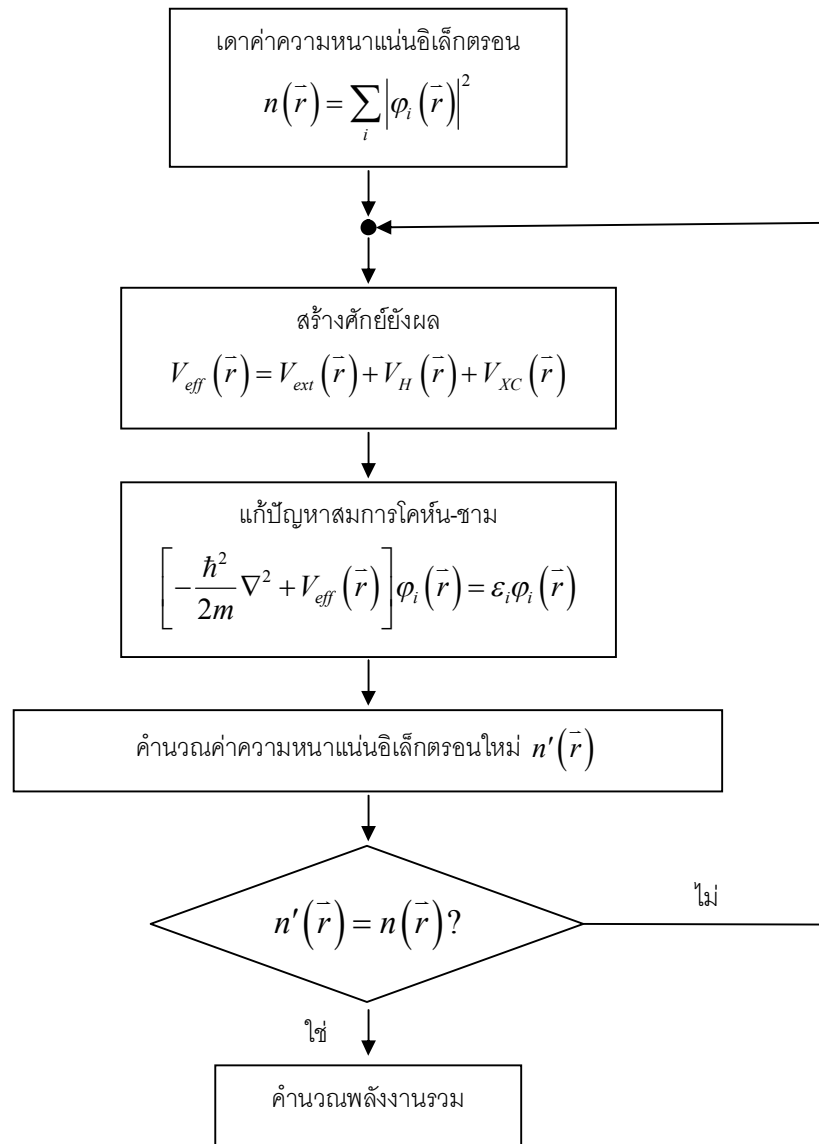 เดาค่าความหนาแน่นอิเล็กตรอน
n(r⃗) = ∑ᵢ |φᵢ(r⃗)|²
สร้างศักย์ยังผล
V_eff(r⃗) = V_ext(r⃗) + V_H(r⃗) + V_XC(r⃗)
แก้ปัญหาสมการโคห์น-ชาม
[-ℏ²/2m ∇² + V_eff(r⃗)]φᵢ(r⃗) = εᵢφᵢ(r⃗)
คำนวณค่าความหนาแน่นอิเล็กตรอนใหม่ n′(r⃗)
ไม่
n′(r⃗) = n(r⃗)?
ใช่
คำนวณพลังงานรวม